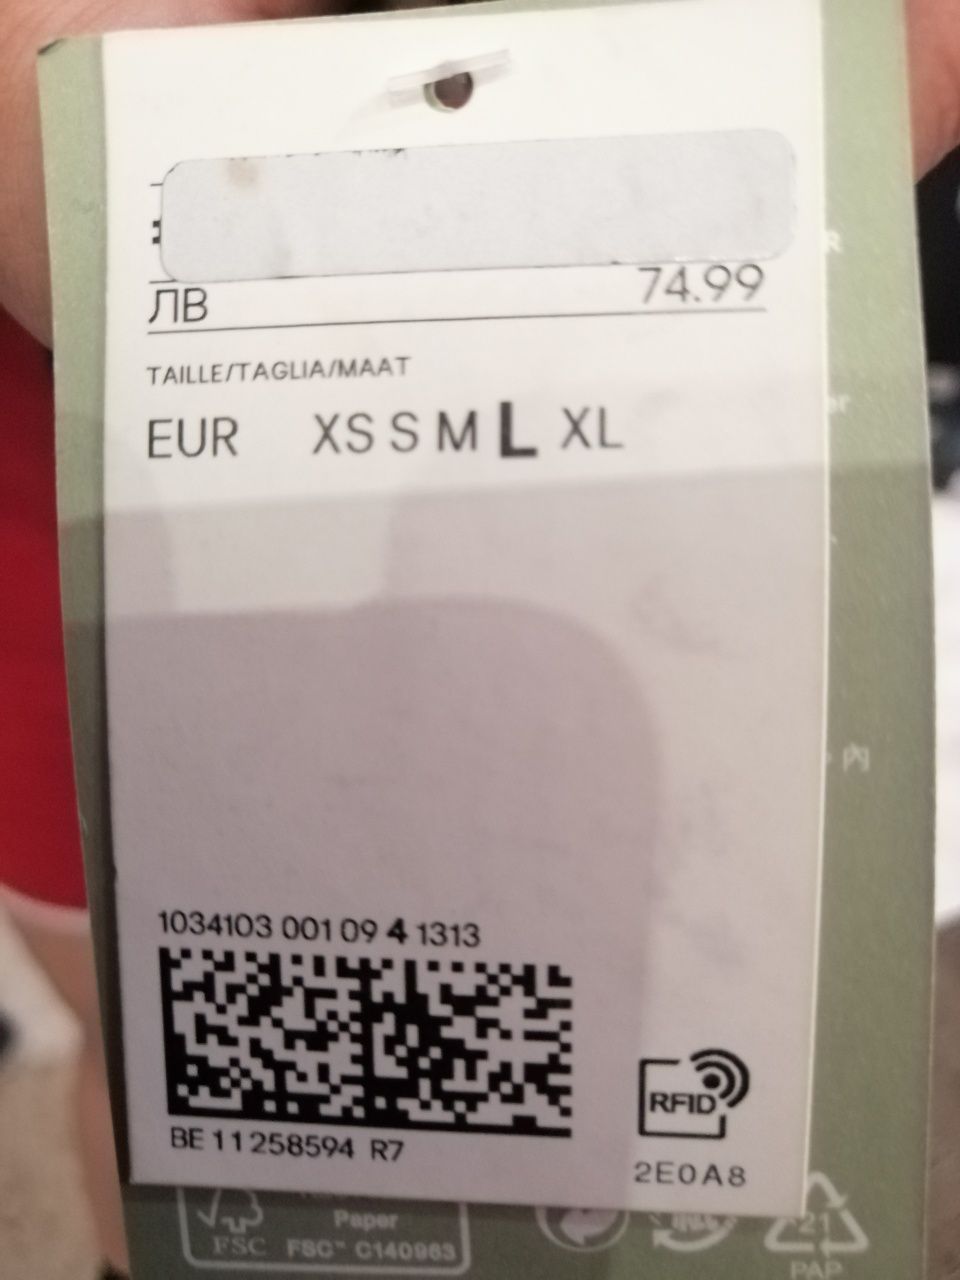 ЛВ 74.99
TAILLE/TAGLIA/MAAT
EUR XS S M L XL
1034103 001 09 4 1313
BE 11258594 R7
RFID
2E0A8
Paper
FSC FSC™ C140963
21
PAP
内